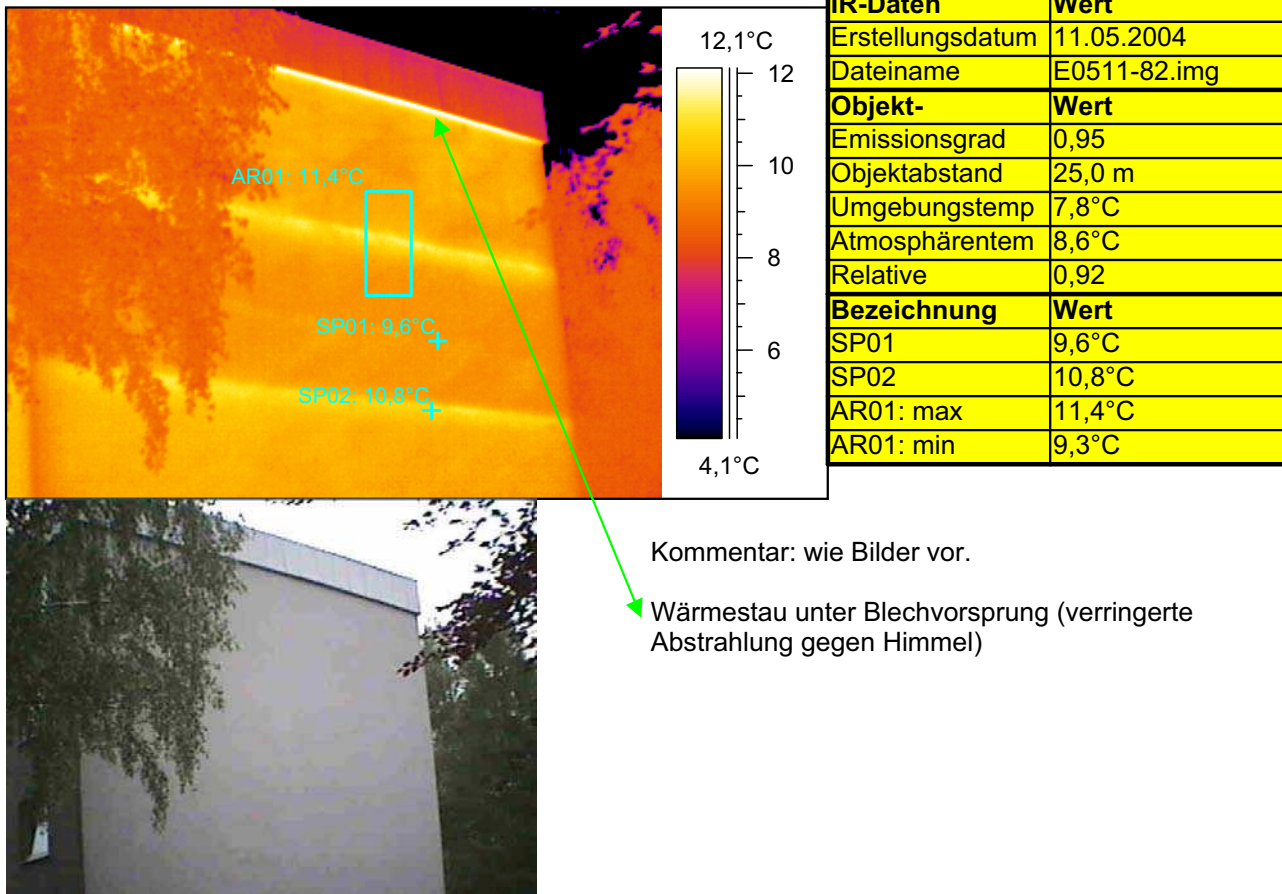 12,1°C
12
10
8
6
4,1°C
AR01: 11,4°C
SP01: 9,6°C
SP02: 10,8°C
IR-Daten Wert
Erstellungsdatum 11.05.2004
Dateiname E0511-82.img
Objekt- Wert
Emissionsgrad 0,95
Objektabstand 25,0 m
Umgebungstemp 7,8°C
Atmosphärentem 8,6°C
Relative 0,92
Bezeichnung Wert
SP01 9,6°C
SP02 10,8°C
AR01: max 11,4°C
AR01: min 9,3°C
Kommentar: wie Bilder vor.
Wärmestau unter Blechvorsprung (verringerte
Abstrahlung gegen Himmel)